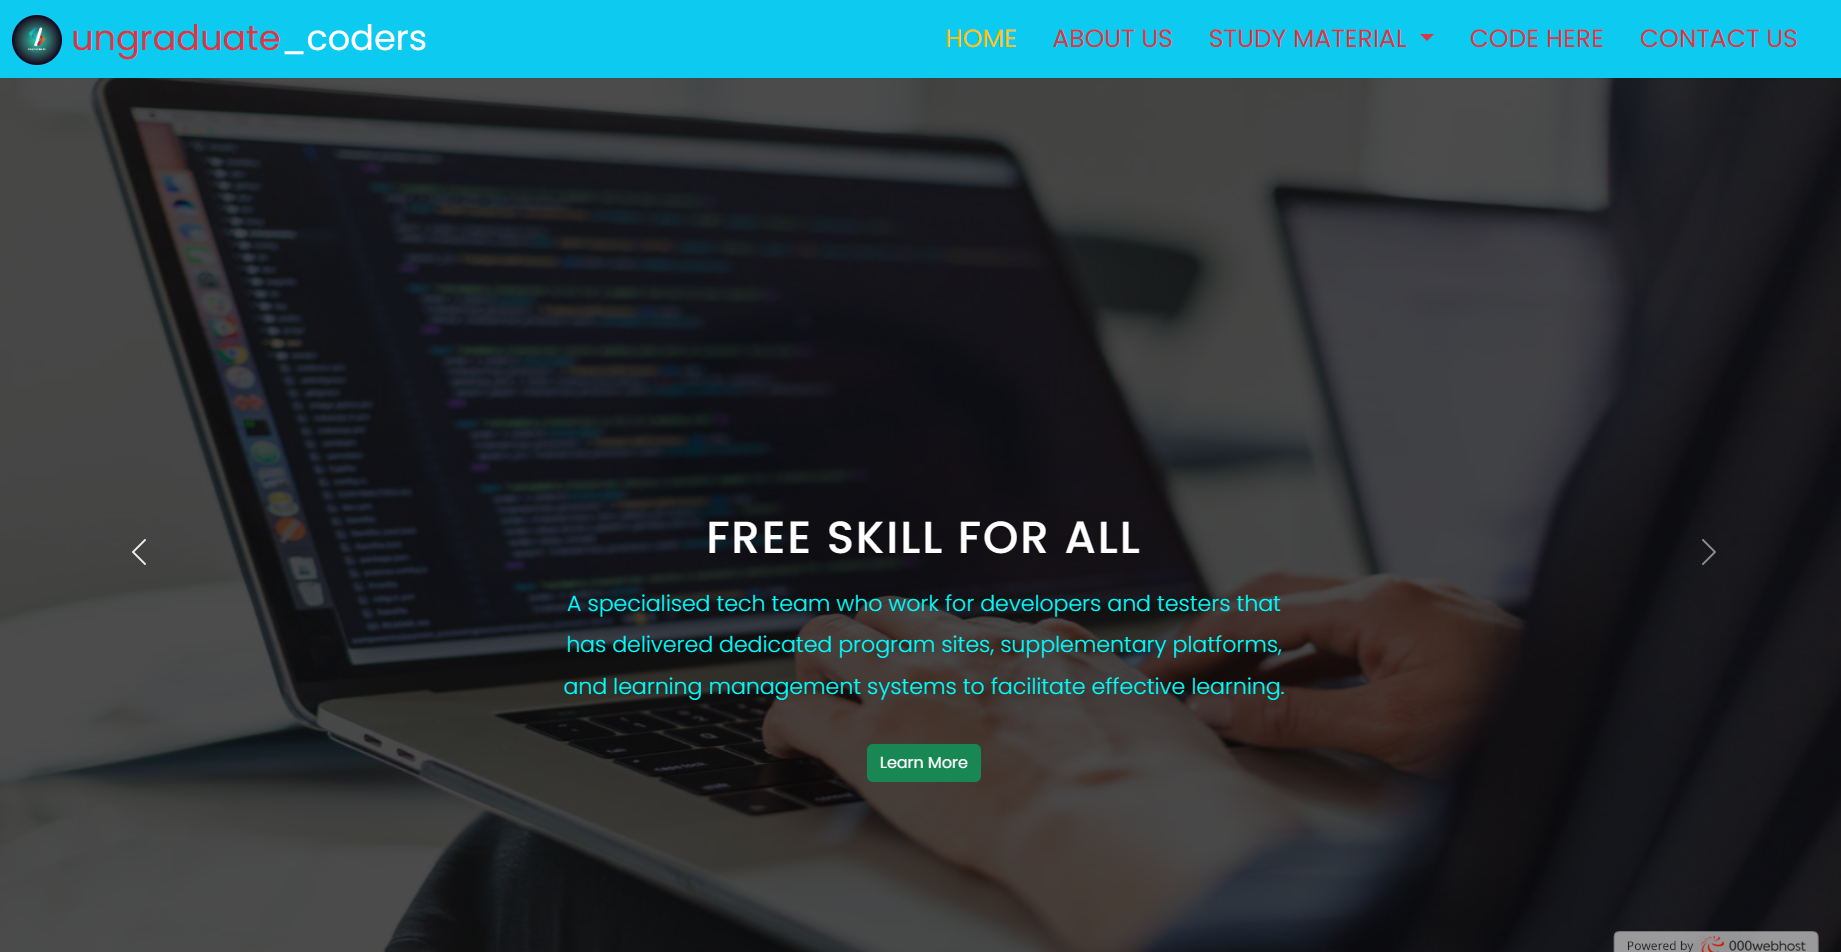 ungraduate_coders
HOME
ABOUT US
STUDY MATERIAL
CODE HERE
CONTACT US
FREE SKILL FOR ALL
A specialised tech team who work for developers and testers that
has delivered dedicated program sites, supplementary platforms,
and learning management systems to facilitate effective learning.
Learn More
Powered by 000webhost